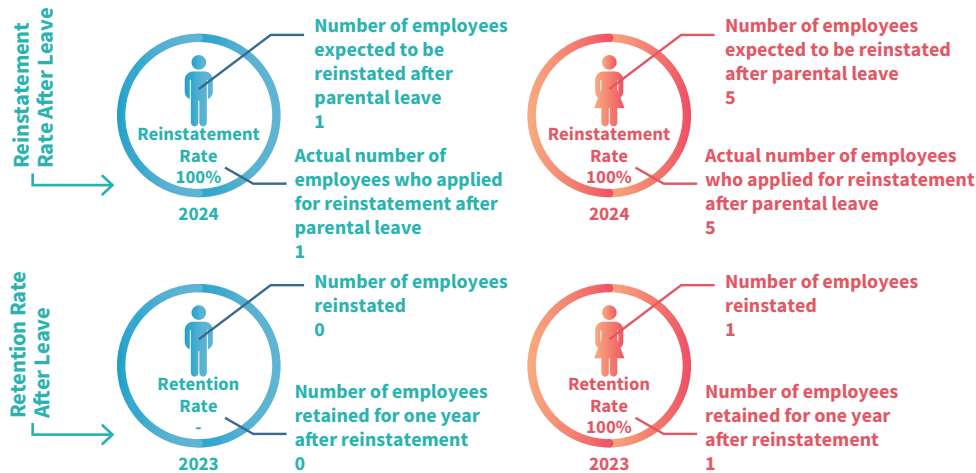 Reinstatement
Rate After Leave
Number of employees
expected to be
reinstated after
parental leave
1
Reinstatement
Rate
100%
2024
Actual number of
employees who applied
for reinstatement after
parental leave
1
Number of employees
expected to be reinstated
after parental leave
5
Reinstatement
Rate
100%
2024
Actual number of employees
who applied for reinstatement
after parental leave
5
Retention Rate
After Leave
Number of employees
reinstated
0
Retention
Rate
-
2023
Number of employees
retained for one year
after reinstatement
0
Number of employees
reinstated
1
Retention
Rate
100%
2023
Number of employees
retained for one year
after reinstatement
1